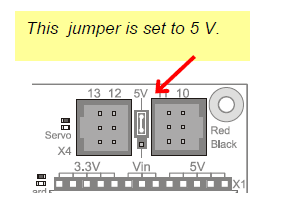 This jumper is set to 5 V.
13 12 5V 11 10
Servo
X4
Red
Black
3.3V Vin 5V
X1
ard